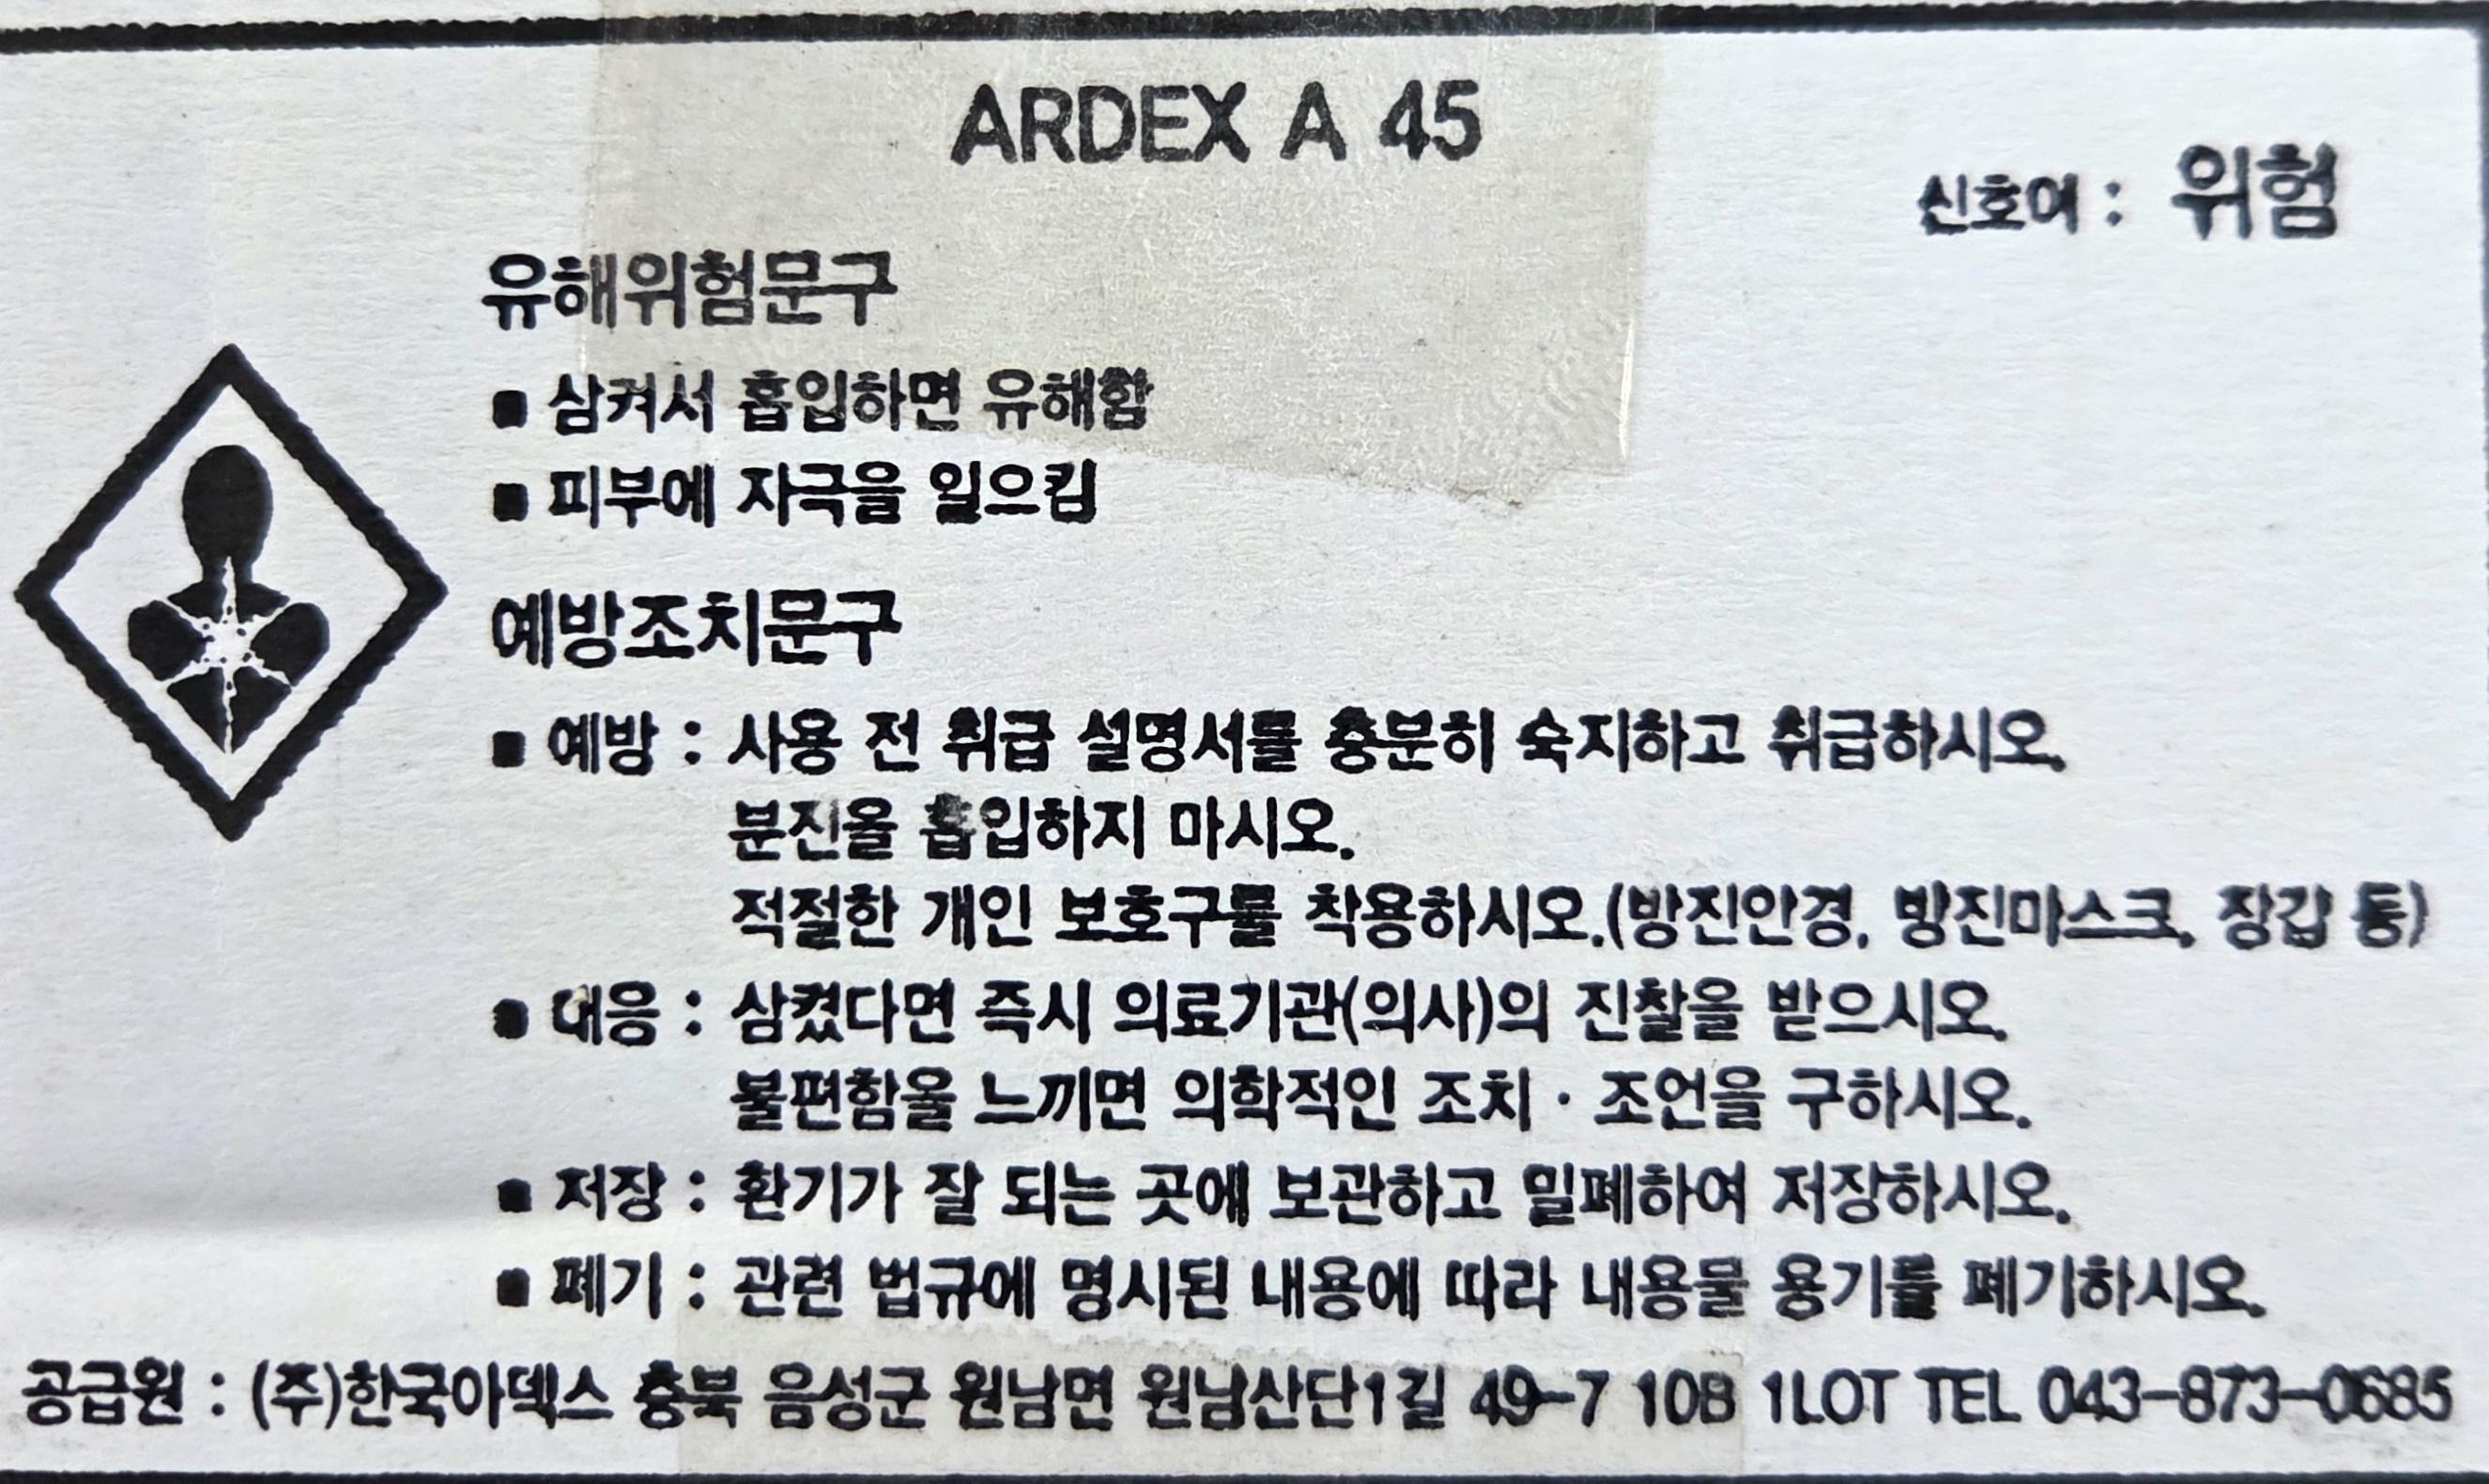 ARDEX A 45
신호어 : 위험
유해위험문구
■ 삼켜서 흡입하면 유해함
■ 피부에 자극을 일으킴
예방조치문구
■ 예방 : 사용 전 취급 설명서를 충분히 숙지하고 취급하시오.
분진을 흡입하지 마시오.
적절한 개인 보호구를 착용하시오.(방진안경, 방진마스크, 장갑 등)
■ 대응 : 삼켰다면 즉시 의료기관(의사)의 진찰을 받으시오.
불편함을 느끼면 의학적인 조치 · 조언을 구하시오.
■ 저장 : 환기가 잘 되는 곳에 보관하고 밀폐하여 저장하시오.
■ 폐기 : 관련 법규에 명시된 내용에 따라 내용물 용기를 폐기하시오.
공급원 : (주)한국아덱스 충북 음성군 원남면 원남산단1길 49-7 10B 1LOT TEL 043-873-0685